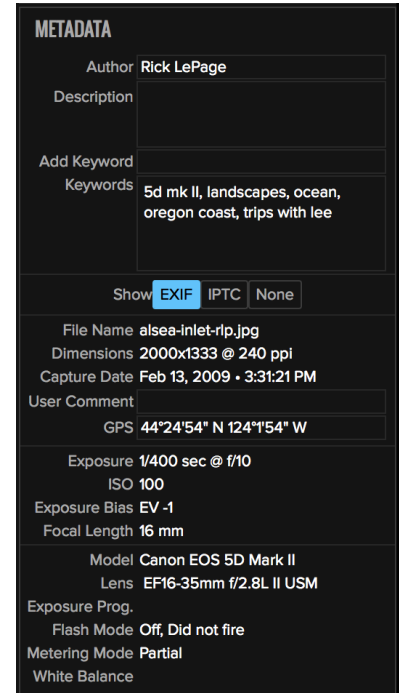 METADATA
Author Rick LePage
Description
Add Keyword
Keywords 5d mk II, landscapes, ocean,
oregon coast, trips with lee
Show EXIF IPTC None
File Name alsea-inlet-rlp.jpg
Dimensions 2000x1333 @ 240 ppi
Capture Date Feb 13, 2009 • 3:31:21 PM
User Comment
GPS 44°24'54" N 124°1'54" W
Exposure 1/400 sec @ f/10
ISO 100
Exposure Bias EV -1
Focal Length 16 mm
Model Canon EOS 5D Mark II
Lens EF16-35mm f/2.8L II USM
Exposure Prog.
Flash Mode Off, Did not fire
Metering Mode Partial
White Balance